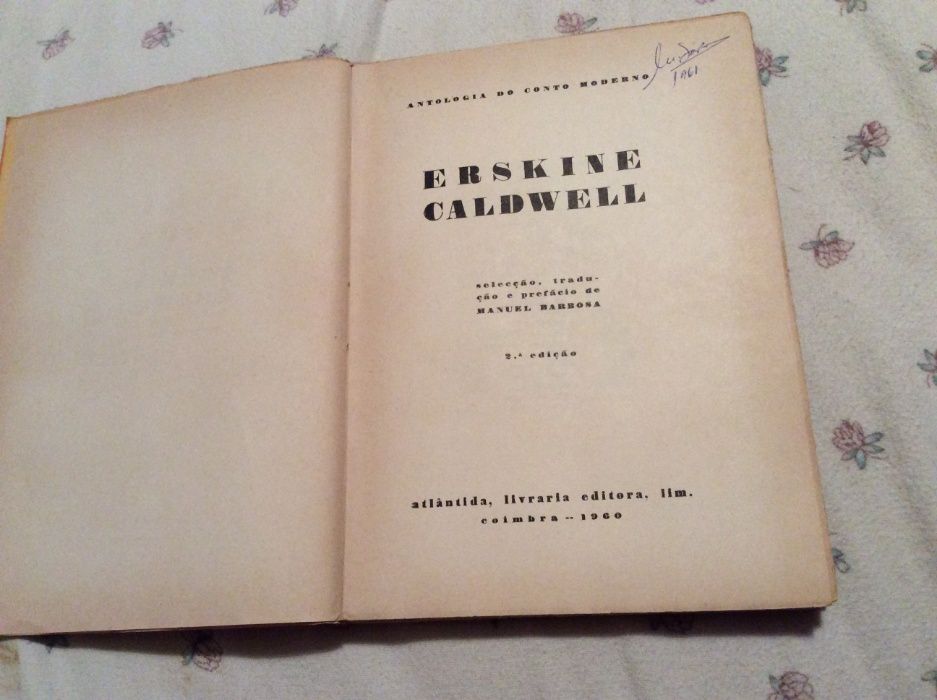 1961
ANTOLOGIA DO CONTO MODERNO
ERSKINE
CALDWELL
selecção, tradu-
ção e prefácio de
MANUEL BARBOSA
2.ª edição
atlântida, livraria editora, lim.
coimbra -- 1960